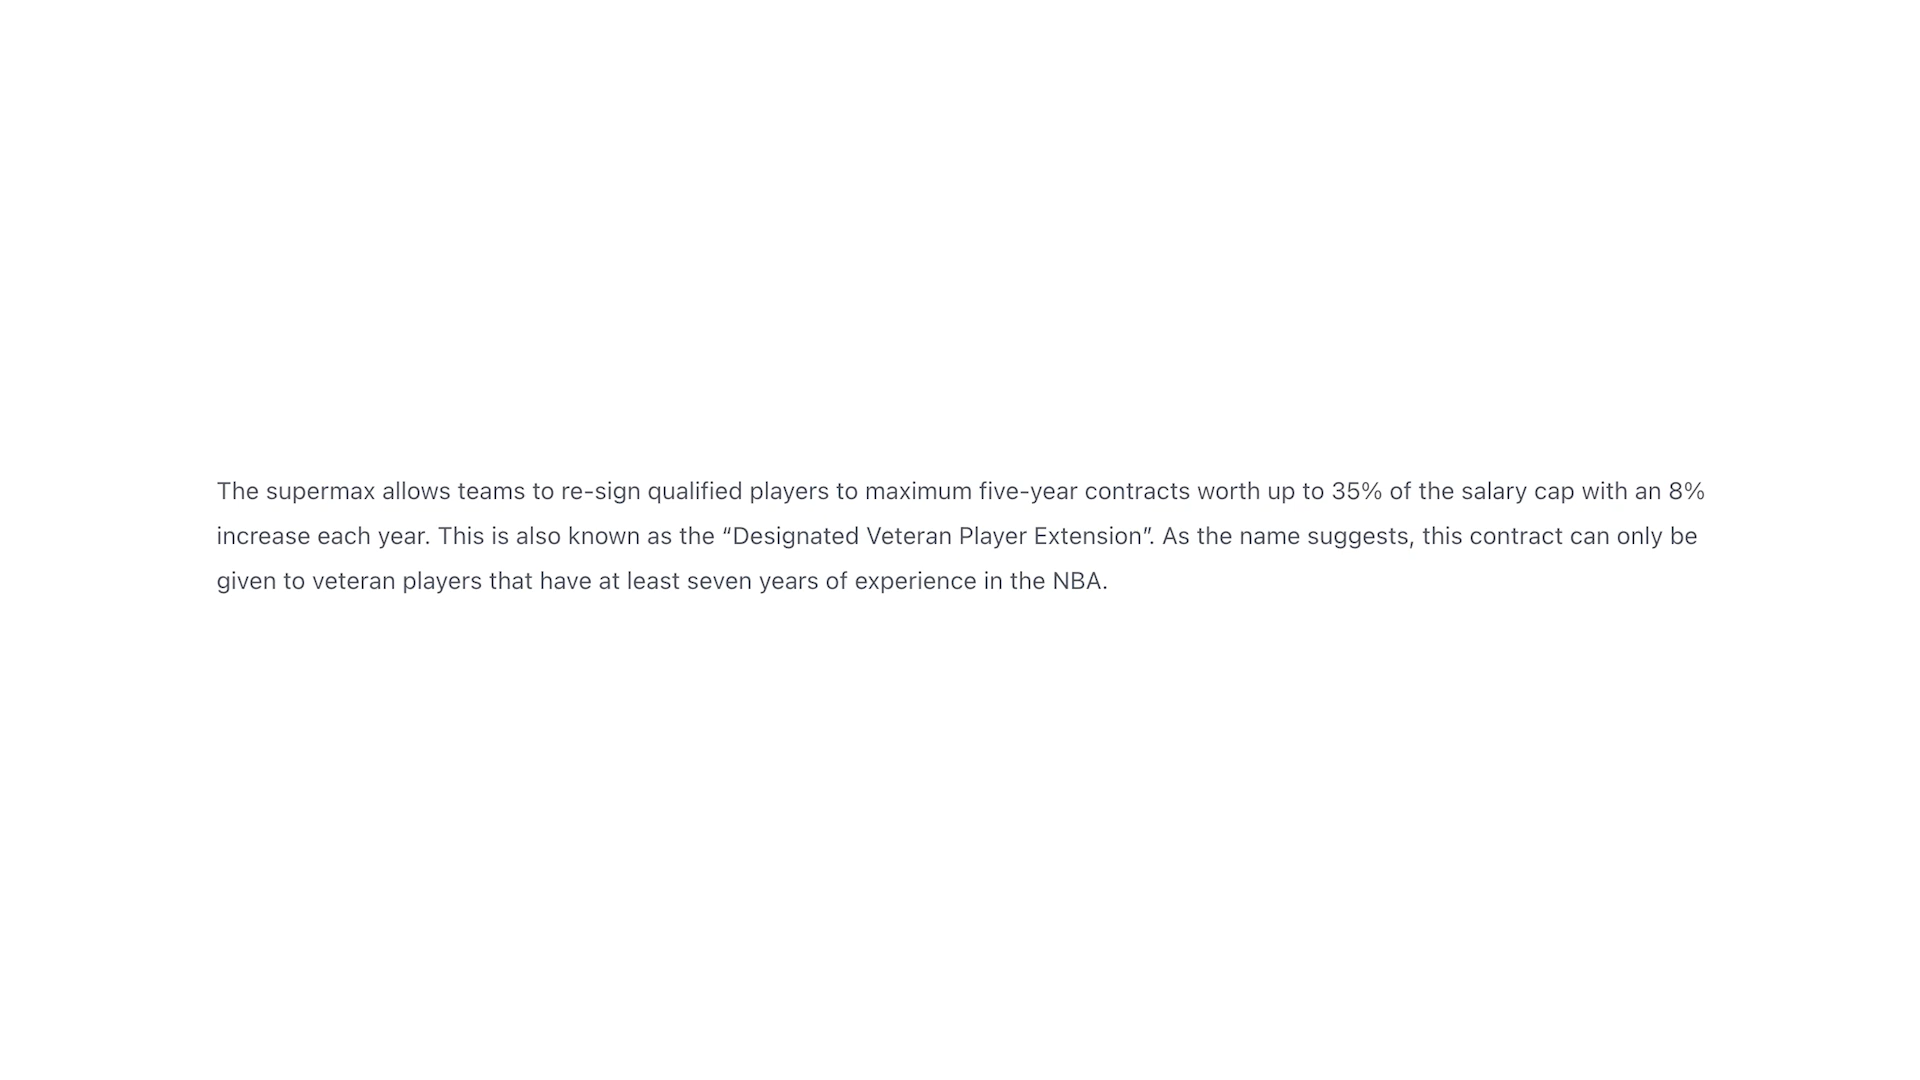 The supermax allows teams to re-sign qualified players to maximum five-year contracts worth up to 35% of the salary cap with an 8%
increase each year. This is also known as the “Designated Veteran Player Extension”. As the name suggests, this contract can only be
given to veteran players that have at least seven years of experience in the NBA.